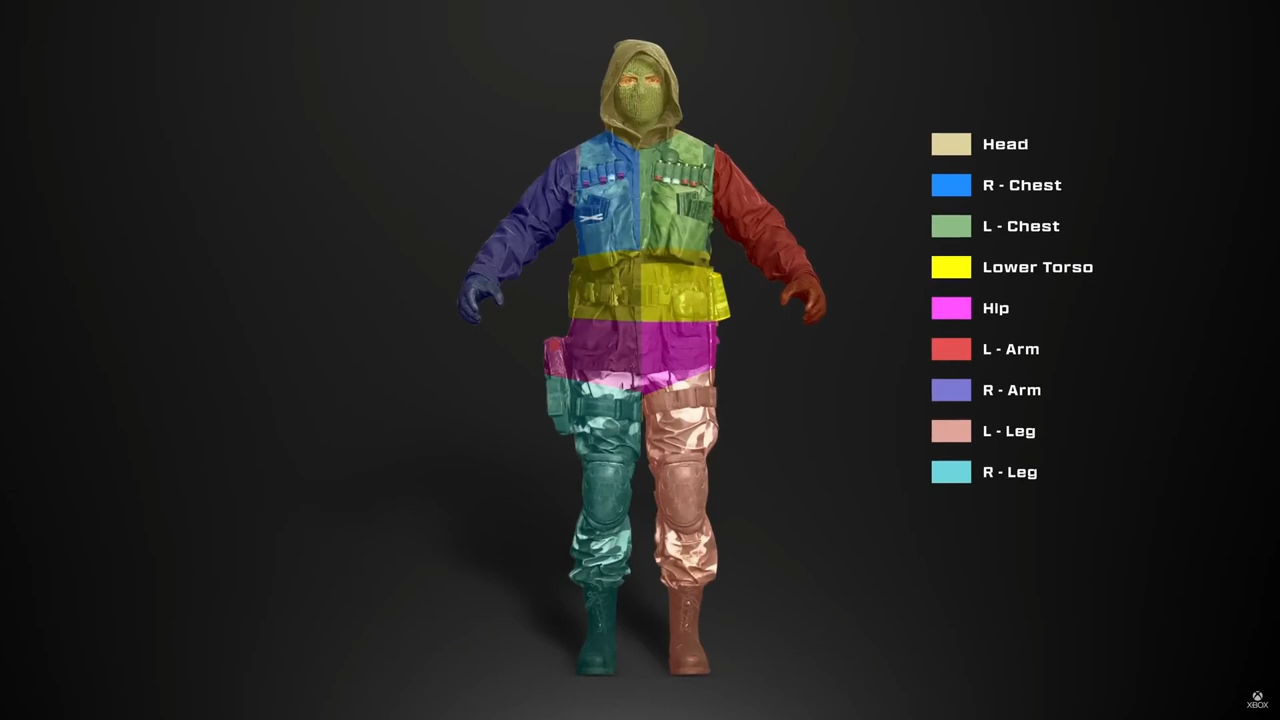 Head
R - Chest
L - Chest
Lower Torso
Hip
L - Arm
R - Arm
L - Leg
R - Leg
XBOX